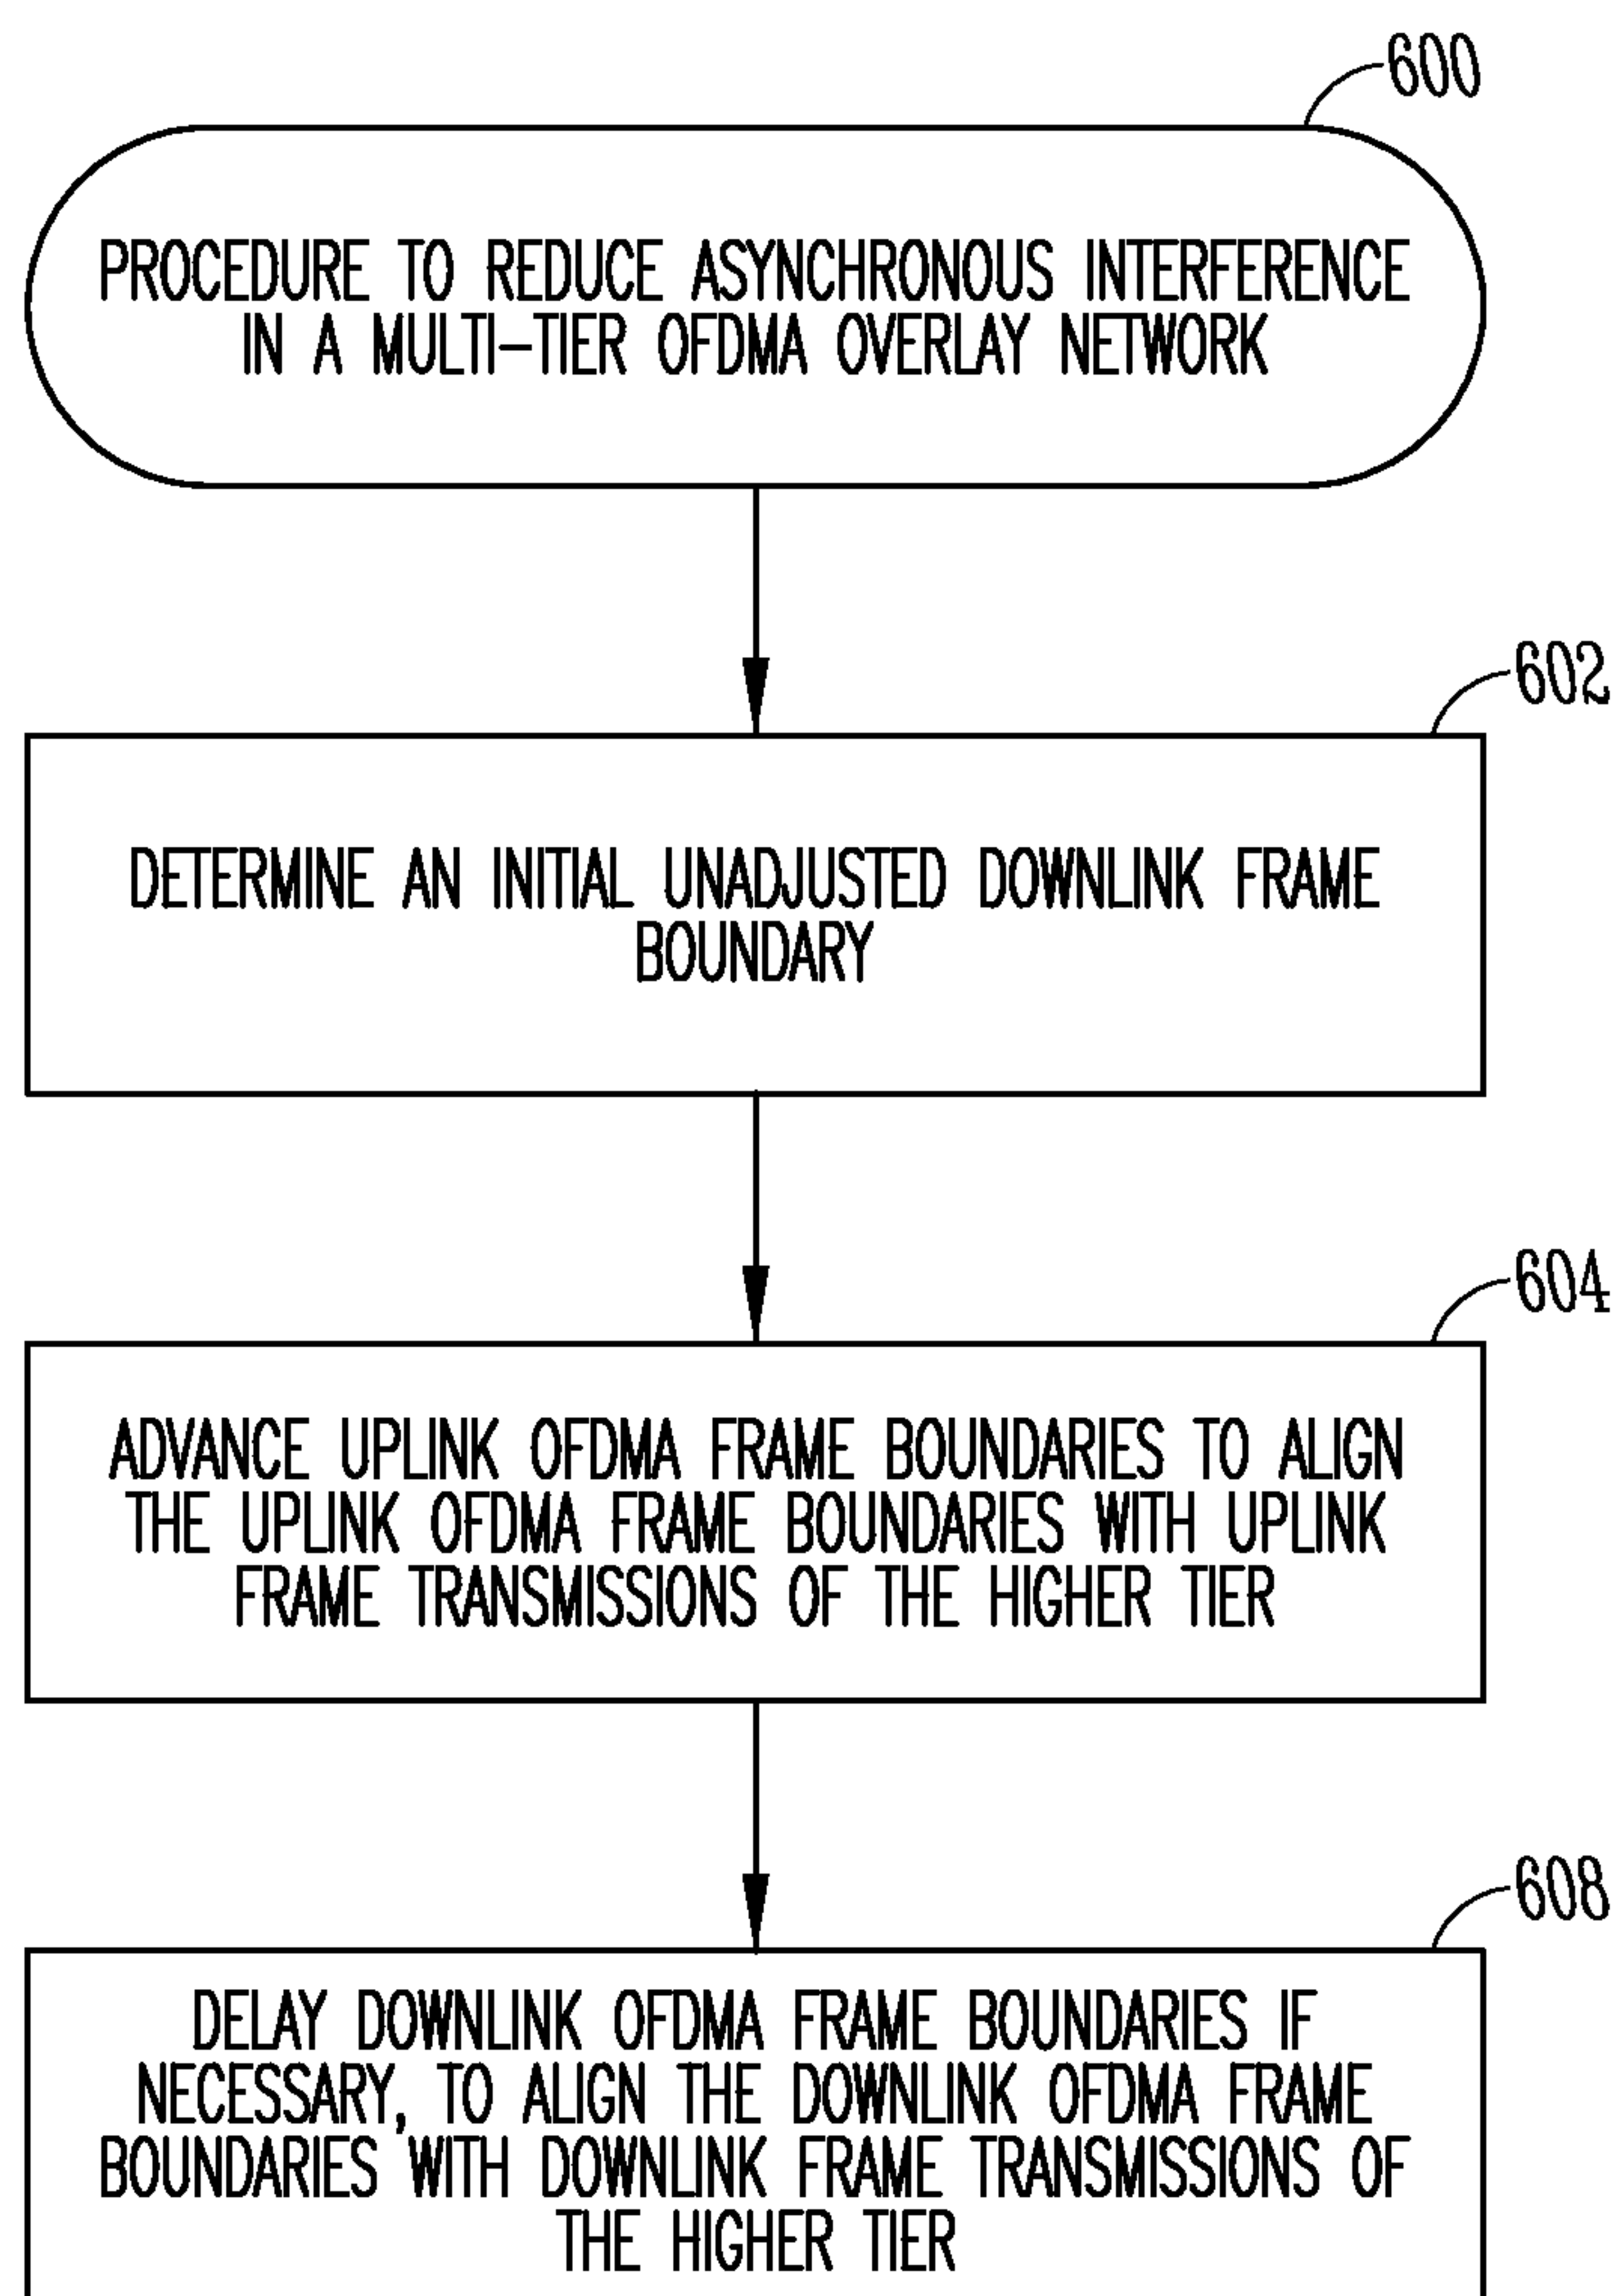 600
PROCEDURE TO REDUCE ASYNCHRONOUS INTERFERENCE
IN A MULTI-TIER OFDMA OVERLAY NETWORK
602
DETERMINE AN INITIAL UNADJUSTED DOWNLINK FRAME
BOUNDARY
604
ADVANCE UPLINK OFDMA FRAME BOUNDARIES TO ALIGN
THE UPLINK OFDMA FRAME BOUNDARIES WITH UPLINK
FRAME TRANSMISSIONS OF THE HIGHER TIER
608
DELAY DOWNLINK OFDMA FRAME BOUNDARIES IF
NECESSARY, TO ALIGN THE DOWNLINK OFDMA FRAME
BOUNDARIES WITH DOWNLINK FRAME TRANSMISSIONS OF
THE HIGHER TIER